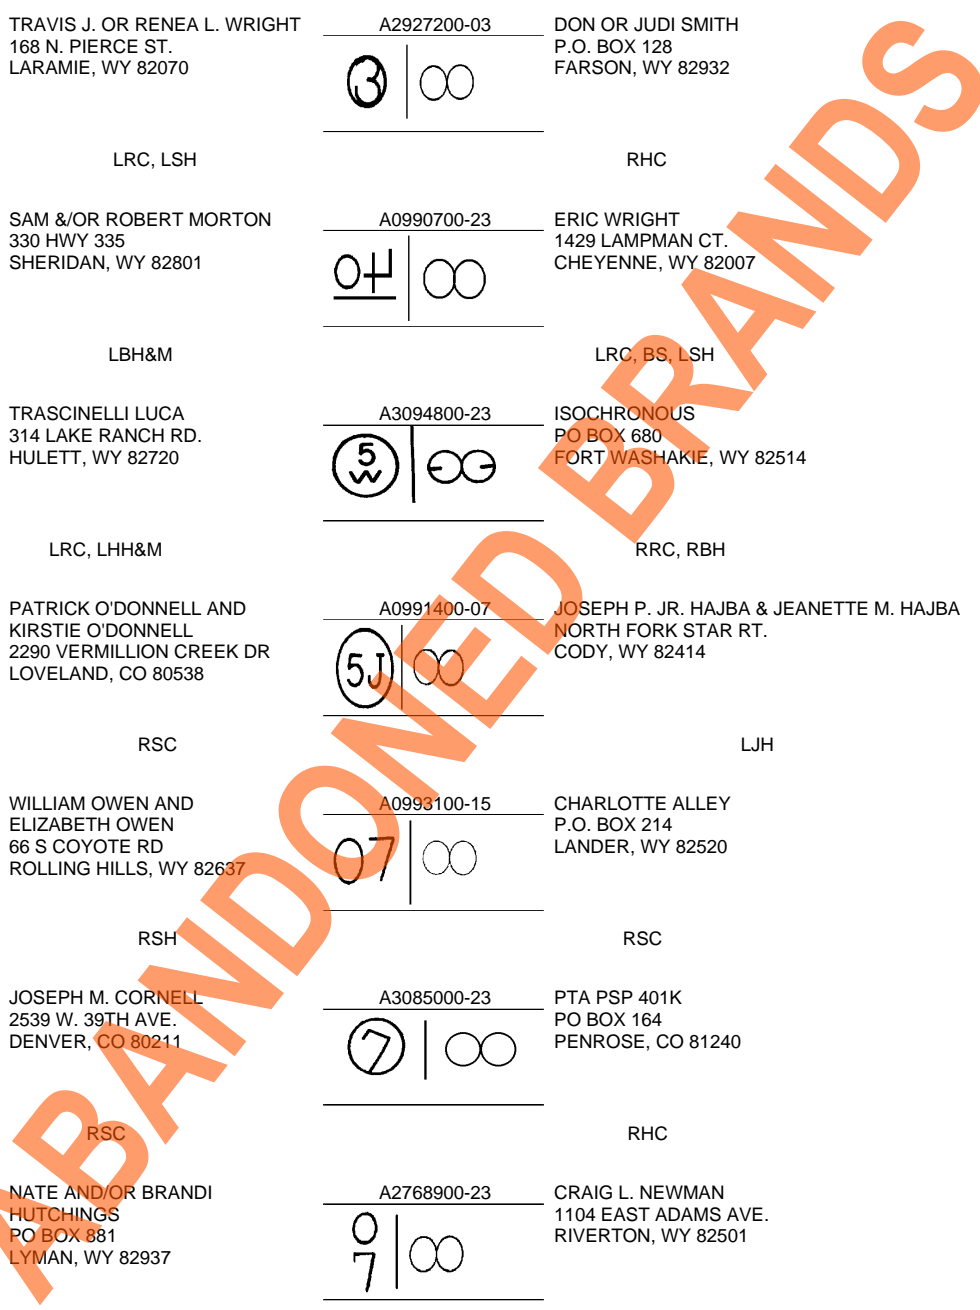 TRAVIS J. OR RENEA L. WRIGHT
168 N. PIERCE ST.
LARAMIE, WY 82070
A2927200-03
3
DON OR JUDI SMITH
P.O. BOX 128
FARSON, WY 82932
LRC, LSH
RHC
SAM &/OR ROBERT MORTON
330 HWY 335
SHERIDAN, WY 82801
A0990700-23
ERIC WRIGHT
1429 LAMPMAN CT.
CHEYENNE, WY 82007
LBH&M
LRC, BS, LSH
TRASCINELLI LUCA
314 LAKE RANCH RD.
HULETT, WY 82720
A3094800-23
5
W
ISOCHRONOUS
PO BOX 680
FORT WASHAKIE, WY 82514
LRC, LHH&M
RRC, RBH
PATRICK O'DONNELL AND
KIRSTIE O'DONNELL
2290 VERMILLION CREEK DR
LOVELAND, CO 80538
A0991400-07
5J
JOSEPH P. JR. HAJBA & JEANETTE M. HAJBA
NORTH FORK STAR RT.
CODY, WY 82414
RSC
LJH
WILLIAM OWEN AND
ELIZABETH OWEN
66 S COYOTE RD
ROLLING HILLS, WY 82637
A0993100-15
07
CHARLOTTE ALLEY
P.O. BOX 214
LANDER, WY 82520
RSH
RSC
JOSEPH M. CORNELL
2539 W. 39TH AVE.
DENVER, CO 80211
A3085000-23
7
PTA PSP 401K
PO BOX 164
PENROSE, CO 81240
RSC
RHC
NATE AND/OR BRANDI
HUTCHINGS
PO BOX 881
LYMAN, WY 82937
A2768900-23
0
7
CRAIG L. NEWMAN
1104 EAST ADAMS AVE.
RIVERTON, WY 82501
ABANDONED BRANDS